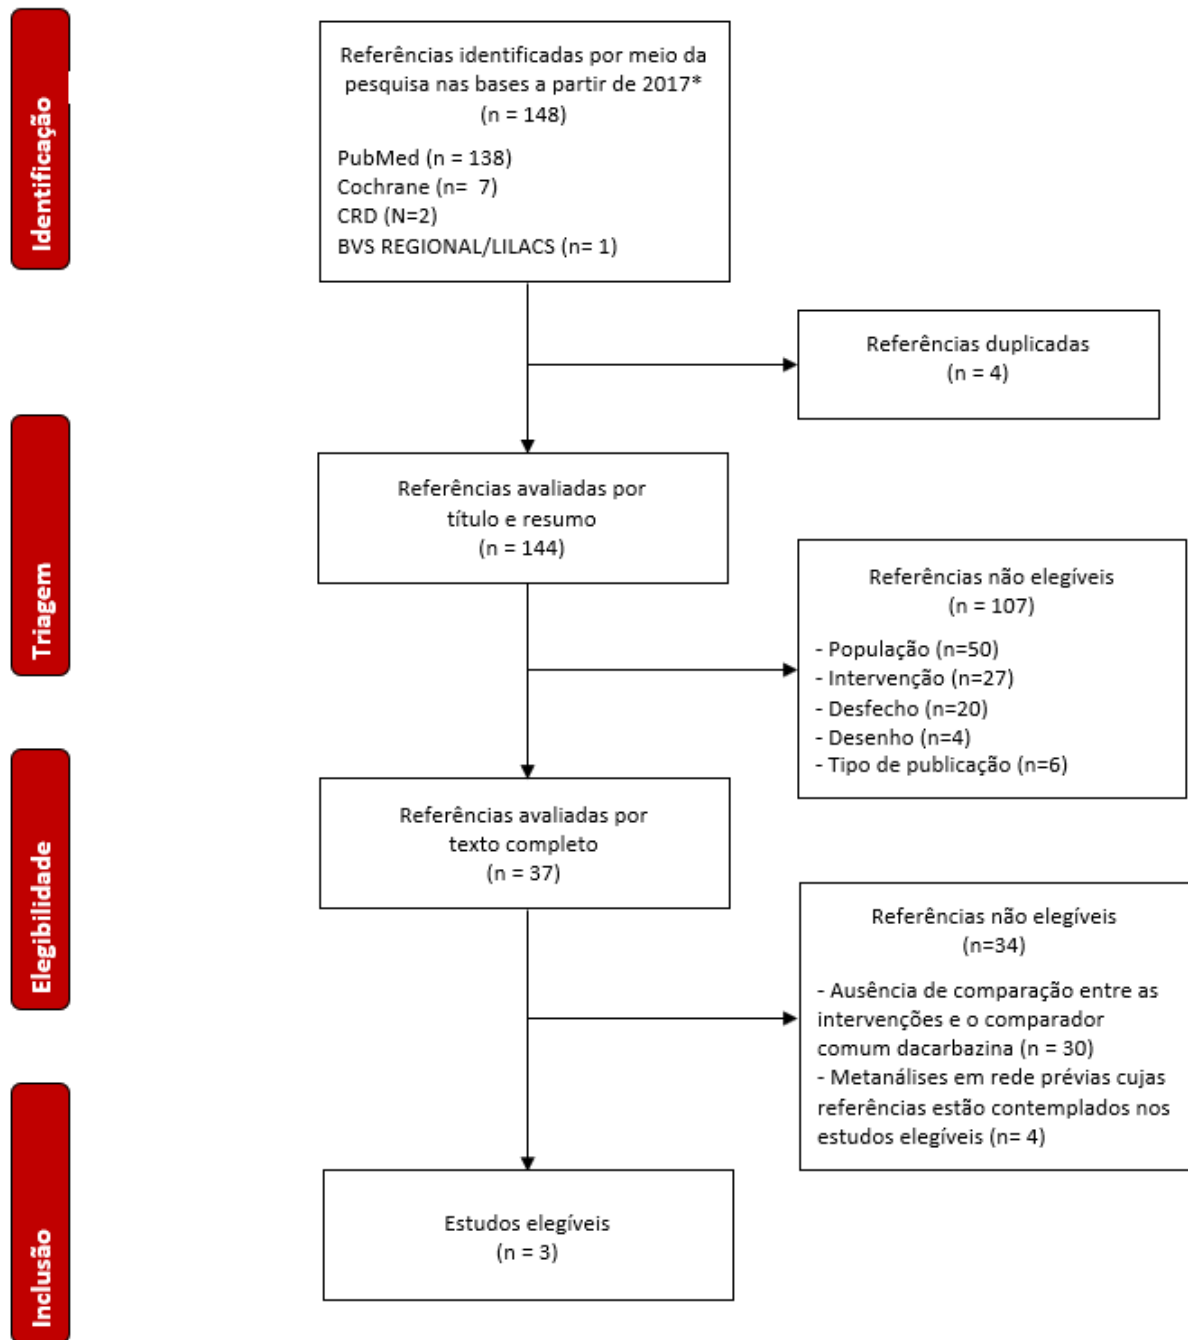 Identificação
Referências identificadas por meio da
pesquisa nas bases a partir de 2017*
(n = 148)
PubMed (n = 138)
Cochrane (n=  7)
CRD (N=2)
BVS REGIONAL/LILACS (n= 1)
Referências duplicadas
(n = 4)
Triagem
Referências avaliadas por
título e resumo
(n = 144)
Referências não elegíveis
(n = 107)
- População (n=50)
- Intervenção (n=27)
- Desfecho (n=20)
- Desenho (n=4)
- Tipo de publicação (n=6)
Elegibilidade
Referências avaliadas por
texto completo
(n = 37)
Referências não elegíveis
(n=34)
- Ausência de comparação entre as
intervenções e o comparador
comum dacarbazina (n = 30)
- Metanálises em rede prévias cujas
referências estão contemplados nos
estudos elegíveis (n= 4)
Inclusão
Estudos elegíveis
(n = 3)